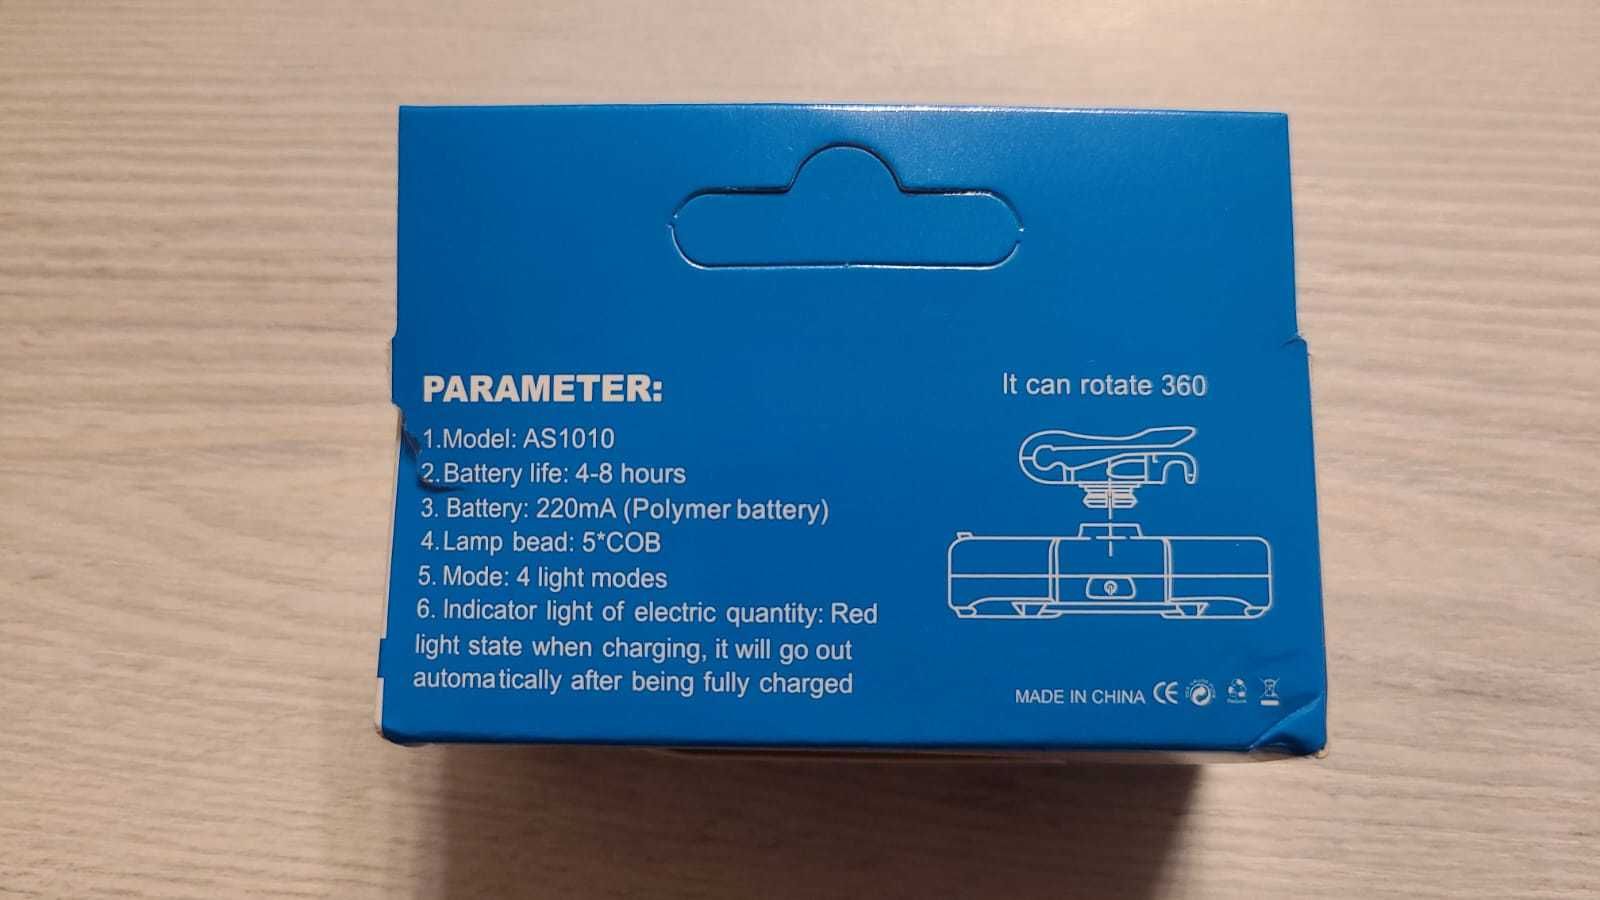 PARAMETER:
1.Model: AS1010
2.Battery life: 4-8 hours
3. Battery: 220mA (Polymer battery)
4.Lamp bead: 5*COB
5. Mode: 4 light modes
6. Indicator light of electric quantity: Red
light state when charging, it will go out
automatically after being fully charged
It can rotate 360
MADE IN CHINA CE